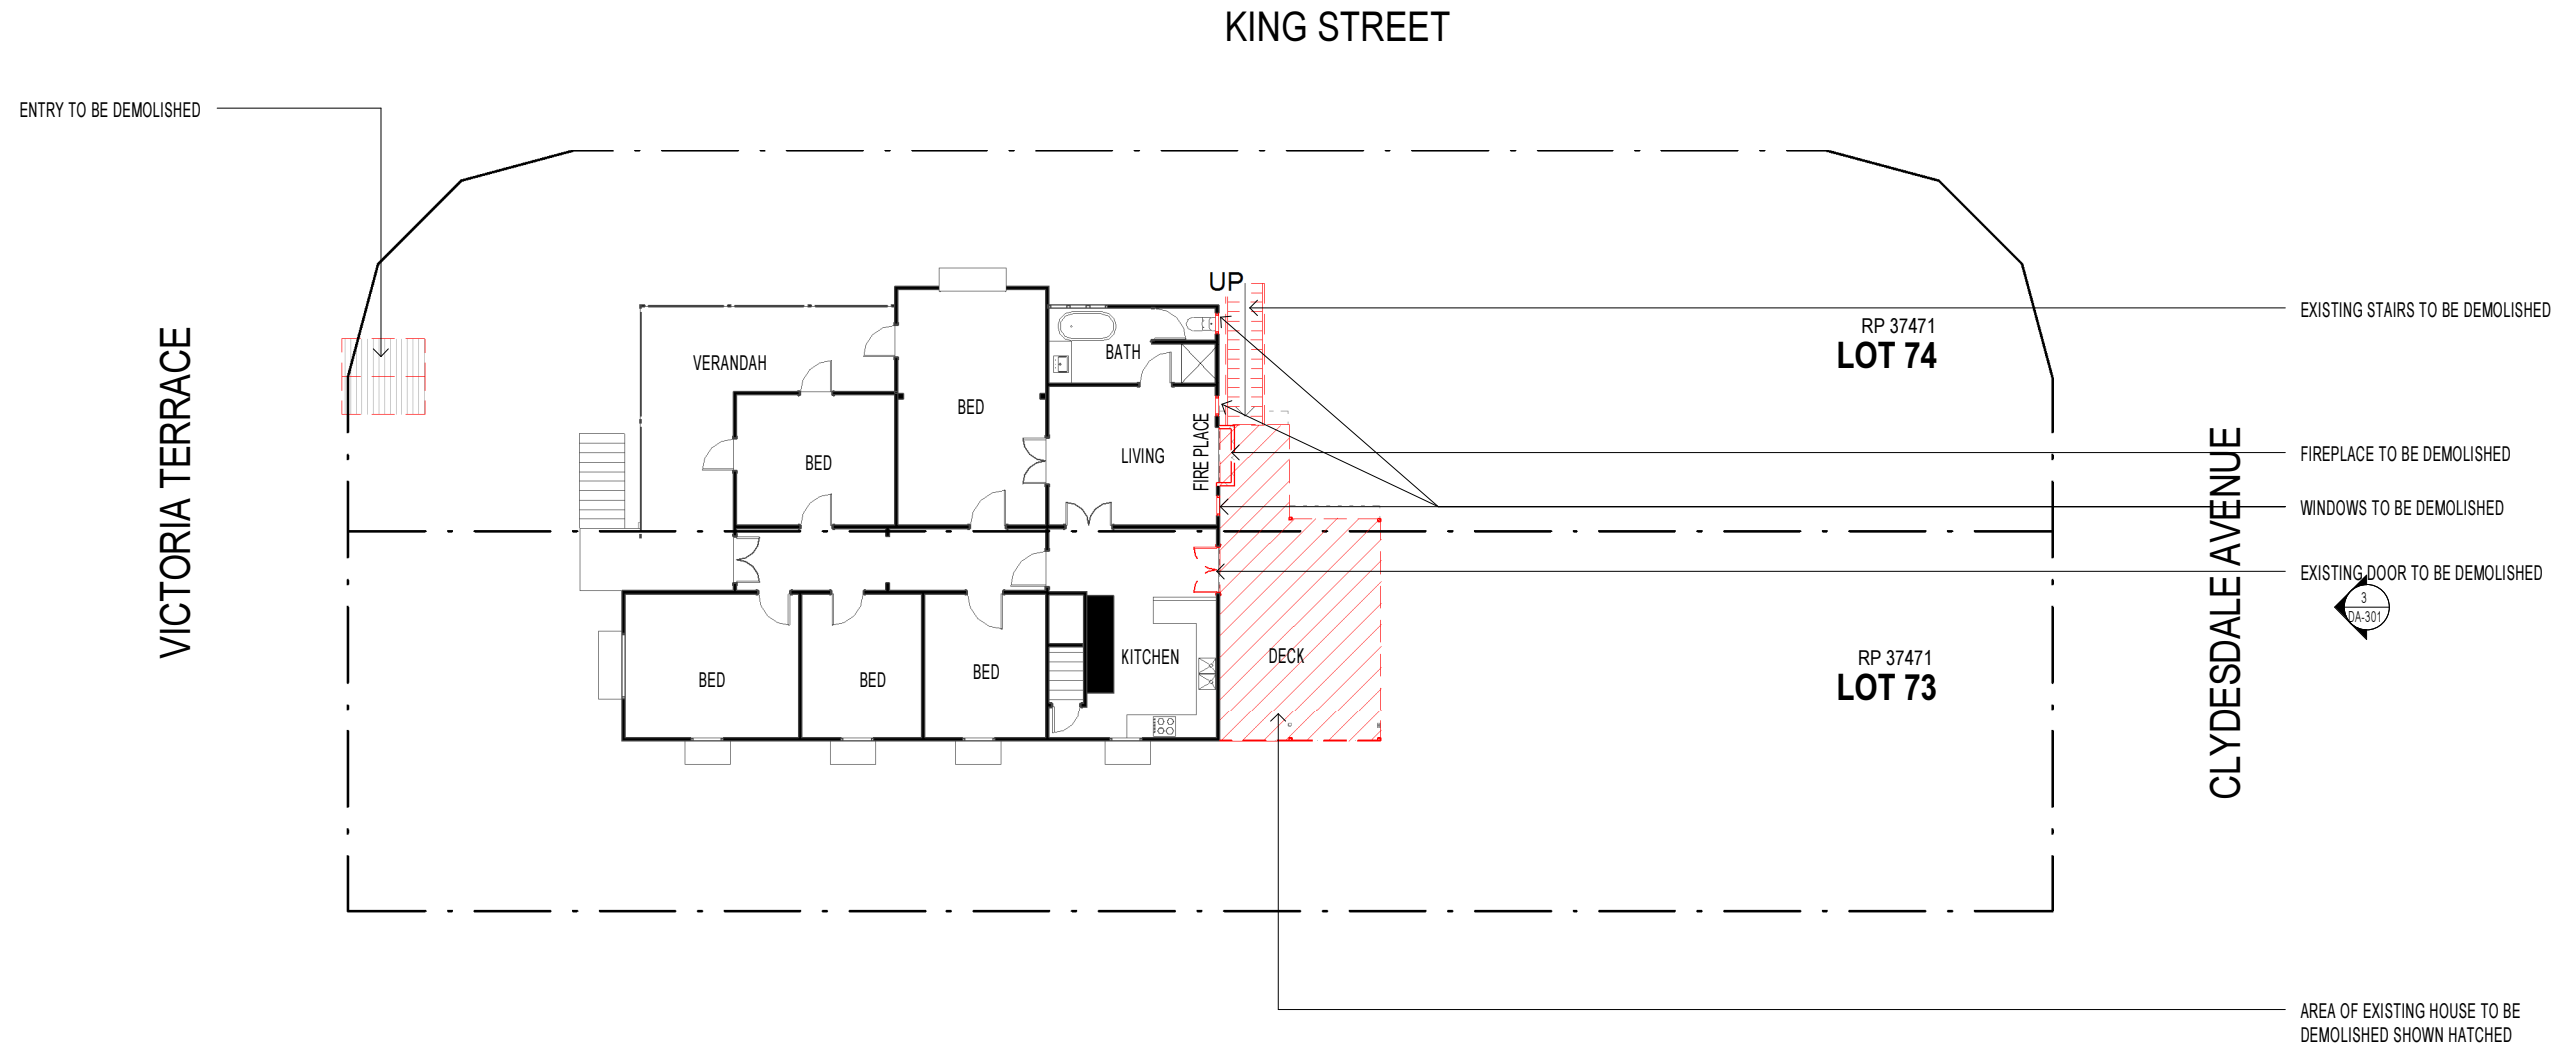 KING STREET
ENTRY TO BE DEMOLISHED
UP
EXISTING STAIRS TO BE DEMOLISHED
RP 37471
LOT 74
VICTORIA TERRACE
VERANDAH
BATH
BED
BED
LIVING
FIRE PLACE
FIREPLACE TO BE DEMOLISHED
WINDOWS TO BE DEMOLISHED
CLYDESDALE AVENUE
EXISTING DOOR TO BE DEMOLISHED
3
DA-301
KITCHEN
DECK
RP 37471
LOT 73
BED
BED
BED
AREA OF EXISTING HOUSE TO BE
DEMOLISHED SHOWN HATCHED